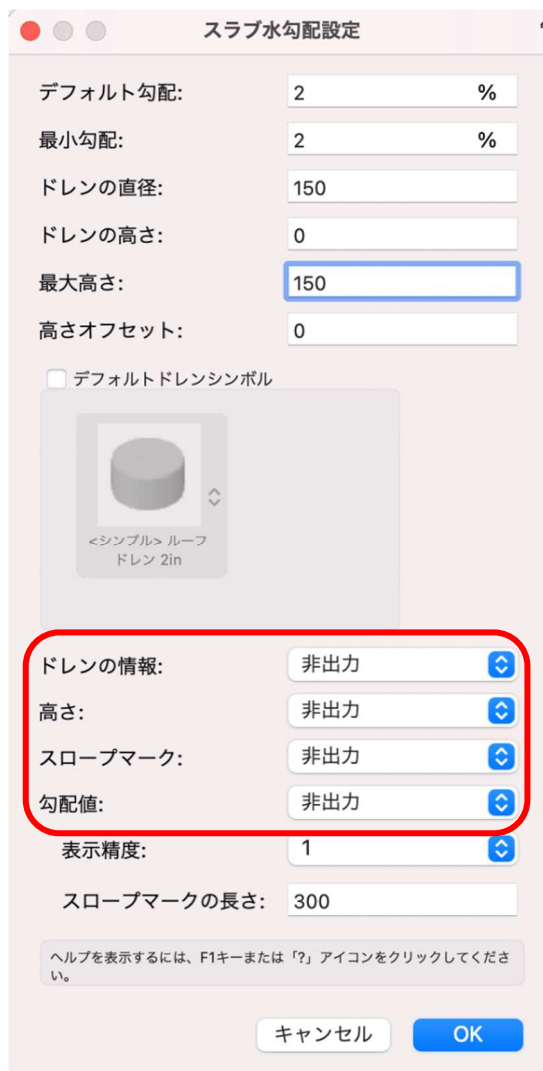 スラブ水勾配設定
デフォルト勾配: 2 %
最小勾配: 2 %
ドレンの直径: 150
ドレンの高さ: 0
最大高さ: 150
高さオフセット: 0
デフォルトドレンシンボル
<シンプル> ルーフ
ドレン 2in
ドレンの情報: 非出力
高さ: 非出力
スロープマーク: 非出力
勾配値: 非出力
表示精度: 1
スロープマークの長さ: 300
ヘルプを表示するには、F1キーまたは「?」アイコンをクリックしてくださ
い。
キャンセル OK